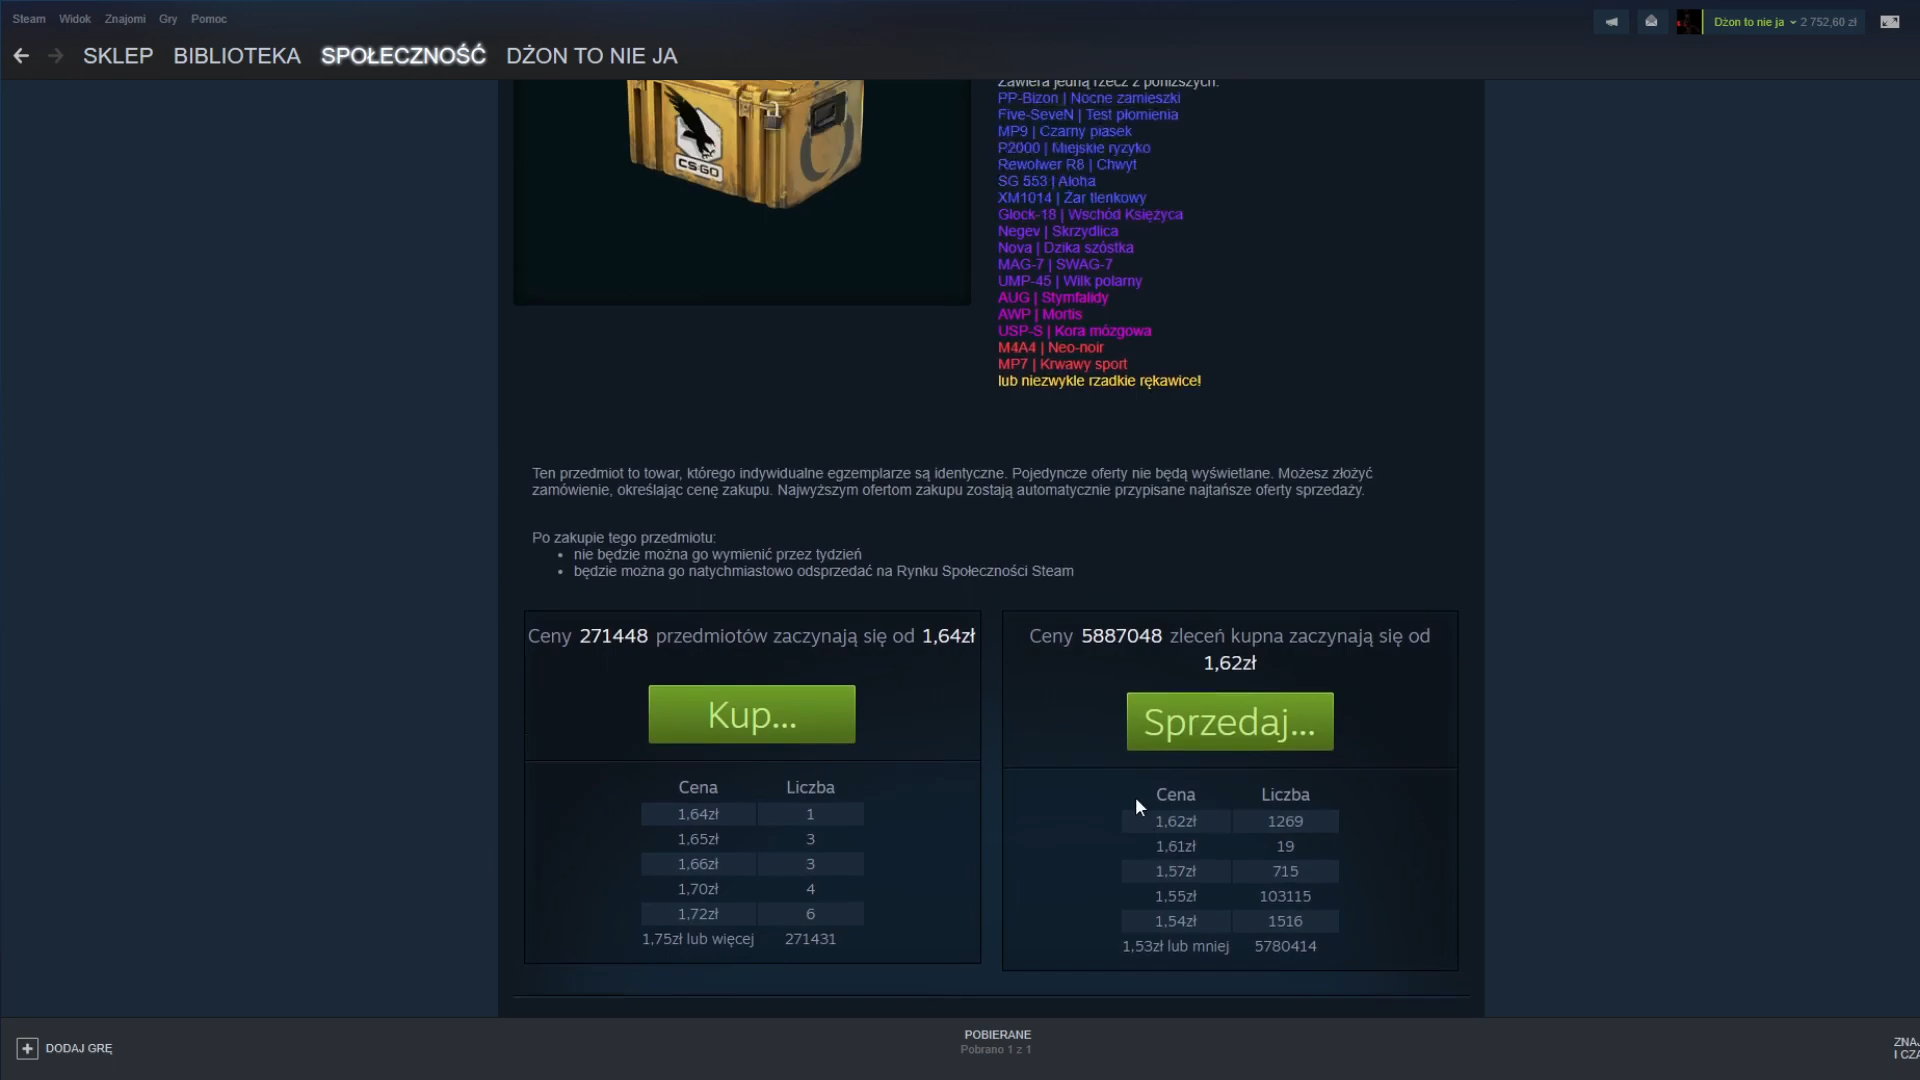 Steam Widok Znajomi Gry Pomoc
Dżon to nie ja 2 752,60 zł
SKLEP BIBLIOTEKA SPOŁECZNOŚĆ DŻON TO NIE JA
Zawiera jedną rzecz z poniższych:
PP-Bizon | Nocne zamieszki
Five-SeveN | Test płomienia
MP9 | Czarny piasek
P2000 | Miejskie ryzyko
Rewolwer R8 | Chwyt
SG 553 | Aloha
XM1014 | Żar tlenkowy
Glock-18 | Wschód Księżyca
Negev | Skrzydlica
Nova | Dzika szóstka
MAG-7 | SWAG-7
UMP-45 | Wilk polarny
AUG | Stymfalidy
AWP | Mortis
USP-S | Kora mózgowa
M4A4 | Neo-noir
MP7 | Krwawy sport
lub niezwykle rzadkie rękawice!
CS GO
Ten przedmiot to towar, którego indywidualne egzemplarze są identyczne. Pojedyncze oferty nie będą wyświetlane. Możesz złożyć
zamówienie, określając cenę zakupu. Najwyższym ofertom zakupu zostają automatycznie przypisane najtańsze oferty sprzedaży.
Po zakupie tego przedmiotu:
• nie będzie można go wymienić przez tydzień
• będzie można go natychmiastowo odsprzedać na Rynku Społeczności Steam
Ceny 271448 przedmiotów zaczynają się od 1,64zł
Kup...
Cena Liczba
1,64zł 1
1,65zł 3
1,66zł 3
1,70zł 4
1,72zł 6
1,75zł lub więcej 271431
Ceny 5887048 zleceń kupna zaczynają się od
1,62zł
Sprzedaj...
Cena Liczba
1,62zł 1269
1,61zł 19
1,57zł 715
1,55zł 103115
1,54zł 1516
1,53zł lub mniej 5780414
DODAJ GRĘ
POBIERANE
Pobrano 1 z 1
ZNAJ
I CZA